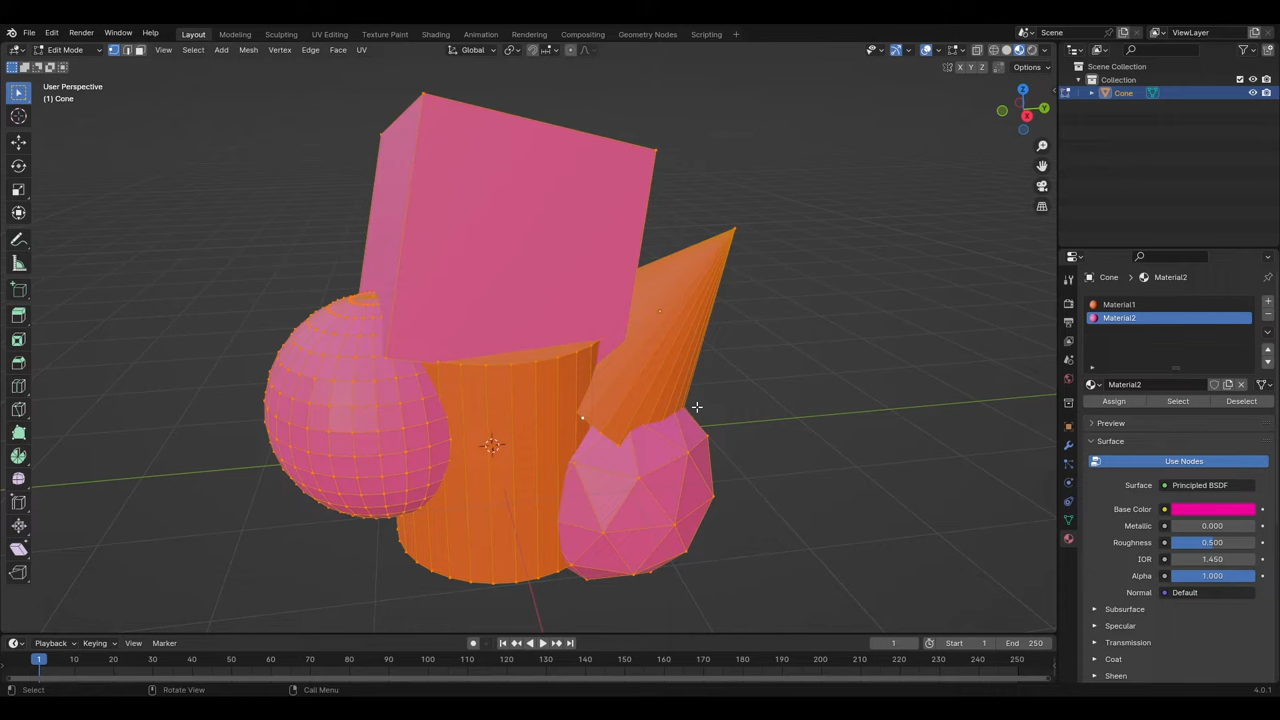 File Edit Render Window Help Layout Modeling Sculpting UV Editing Texture Paint Shading Animation Rendering Compositing Geometry Nodes Scripting + Scene ViewLayer
Edit Mode View Select Add Mesh Vertex Edge Face UV Global
X Y Z Options
Scene Collection
Collection
Cone
User Perspective
(1) Cone
Z
Y
X
Cone Material2
Material1
Material2
Material2
Assign Select Deselect
Preview
Surface
Use Nodes
Surface Principled BSDF
Base Color
Metallic 0.000
Roughness 0.500
IOR 1.450
Alpha 1.000
Normal Default
Subsurface
Specular
Transmission
Coat
Sheen
Playback Keying View Marker 1 Start 1 End 250
1 10 20 30 40 50 60 70 80 90 100 110 120 130 140 150 160 170 180 190 200 210 220 230 240 250
Select Rotate View Call Menu 4.0.1